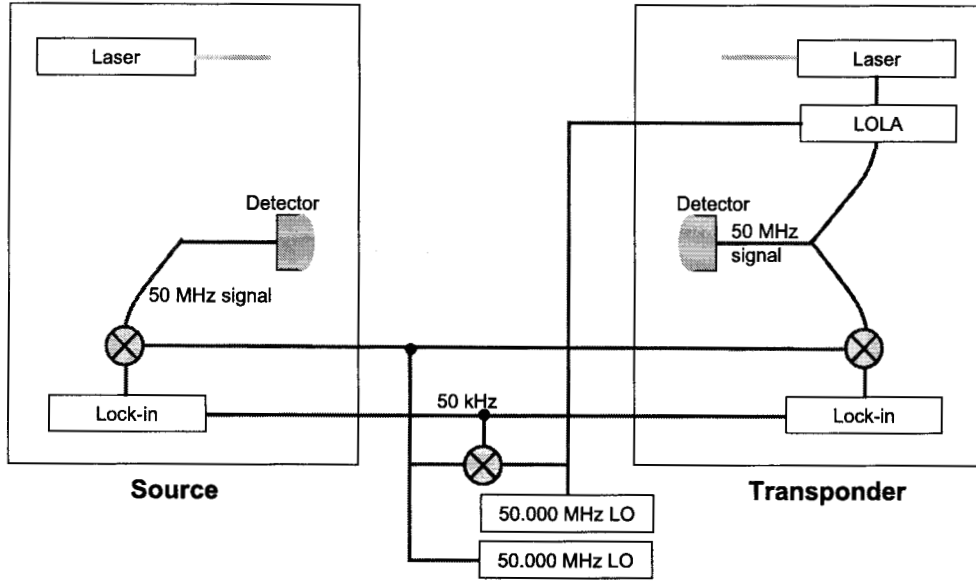 Laser
Laser
LOLA
Detector
Detector
50 MHz
signal
50 MHz signal
50 kHz
Lock-in
Lock-in
Source
Transponder
50.000 MHz LO
50.000 MHz LO